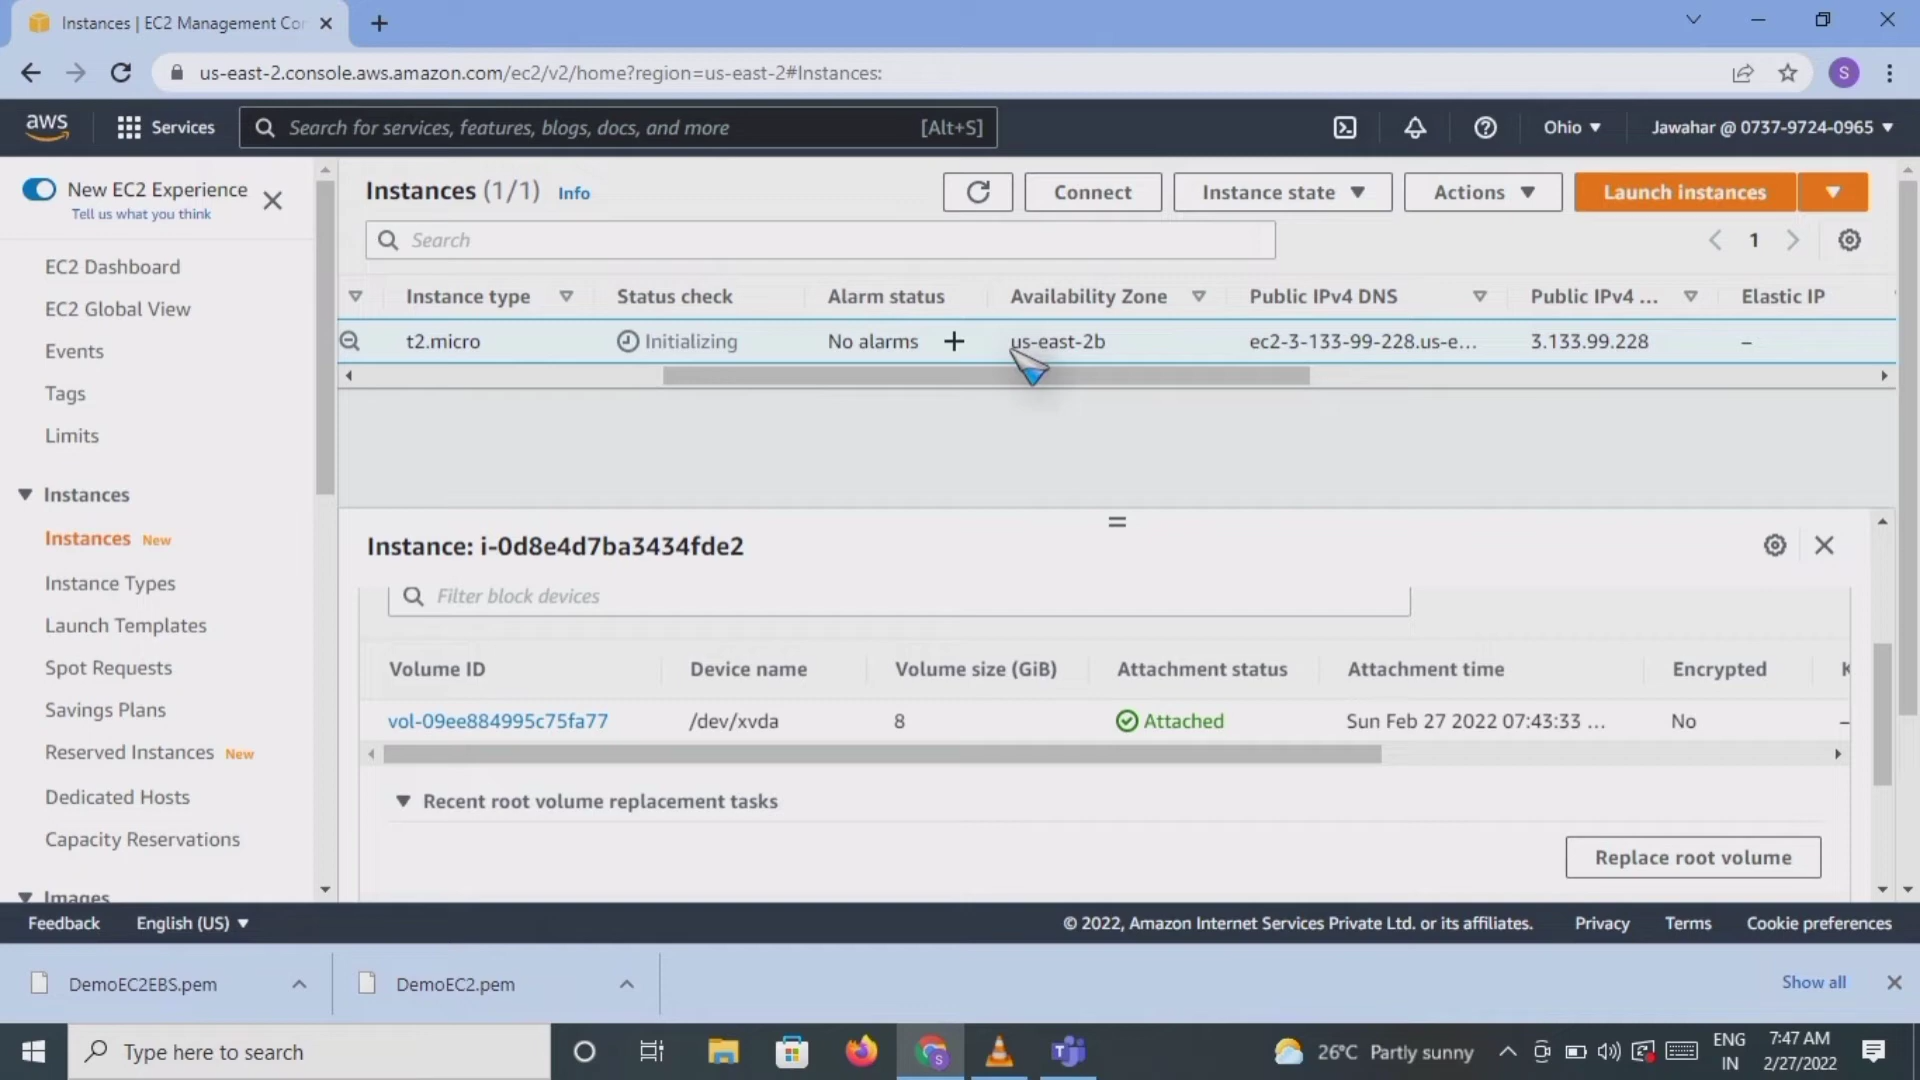 Instances | EC2 Management Co
us-east-2.console.aws.amazon.com/ec2/v2/home?region=us-east-2#Instances:
S
aws
Services
Search for services, features, blogs, docs, and more
[Alt+S]
Ohio
Jawahar @ 0737-9724-0965
New EC2 Experience
Tell us what you think
EC2 Dashboard
EC2 Global View
Events
Tags
Limits
Instances
Instances New
Instance Types
Launch Templates
Spot Requests
Savings Plans
Reserved Instances New
Dedicated Hosts
Capacity Reservations
Images
Instances (1/1) Info
Connect
Instance state
Actions
Launch instances
Search
1
Instance type Status check Alarm status Availability Zone Public IPv4 DNS Public IPv4 ... Elastic IP
t2.micro Initializing No alarms us-east-2b ec2-3-133-99-228.us-e... 3.133.99.228 –
Instance: i-0d8e4d7ba3434fde2
Filter block devices
Volume ID Device name Volume size (GiB) Attachment status Attachment time Encrypted K
vol-09ee884995c75fa77 /dev/xvda 8 Attached Sun Feb 27 2022 07:43:33 ... No –
Recent root volume replacement tasks
Replace root volume
Feedback English (US)
© 2022, Amazon Internet Services Private Ltd. or its affiliates. Privacy Terms Cookie preferences
DemoEC2EBS.pem
DemoEC2.pem
Show all
Type here to search
26°C Partly sunny
ENG
IN
7:47 AM
2/27/2022